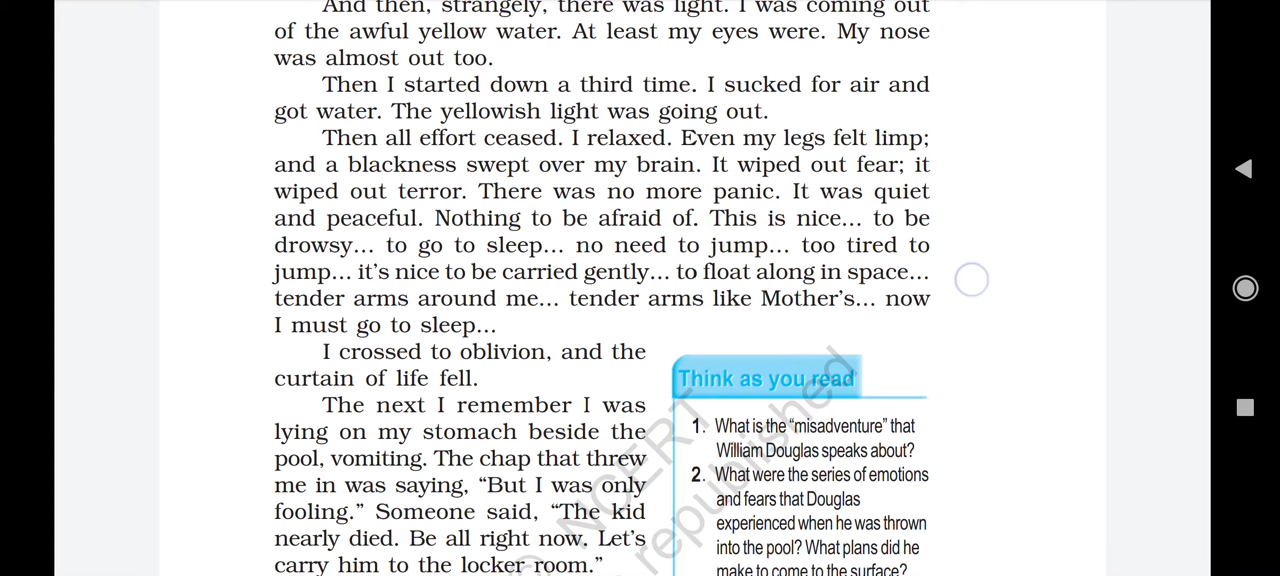 And then, strangely, there was light. I was coming out
of the awful yellow water. At least my eyes were. My nose
was almost out too.
Then I started down a third time. I sucked for air and
got water. The yellowish light was going out.
Then all effort ceased. I relaxed. Even my legs felt limp;
and a blackness swept over my brain. It wiped out fear; it
wiped out terror. There was no more panic. It was quiet
and peaceful. Nothing to be afraid of. This is nice... to be
drowsy... to go to sleep... no need to jump... too tired to
jump... it's nice to be carried gently... to float along in space...
tender arms around me... tender arms like Mother's... now
I must go to sleep...
I crossed to oblivion, and the
curtain of life fell.
The next I remember I was
lying on my stomach beside the
pool, vomiting. The chap that threw
me in was saying, “But I was only
fooling.” Someone said, “The kid
nearly died. Be all right now. Let's
carry him to the locker room.”
Think as you read
1. What is the “misadventure” that
William Douglas speaks about?
2. What were the series of emotions
and fears that Douglas
experienced when he was thrown
into the pool? What plans did he
make to come to the surface?
© NCERT
republished